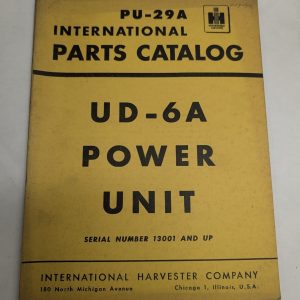 PU-29A
INTERNATIONAL
PARTS CATALOG
UD-6A
POWER
UNIT
SERIAL NUMBER 13001 AND UP
INTERNATIONAL HARVESTER COMPANY
180 North Michigan Avenue Chicago 1, Illinois, U.S.A.